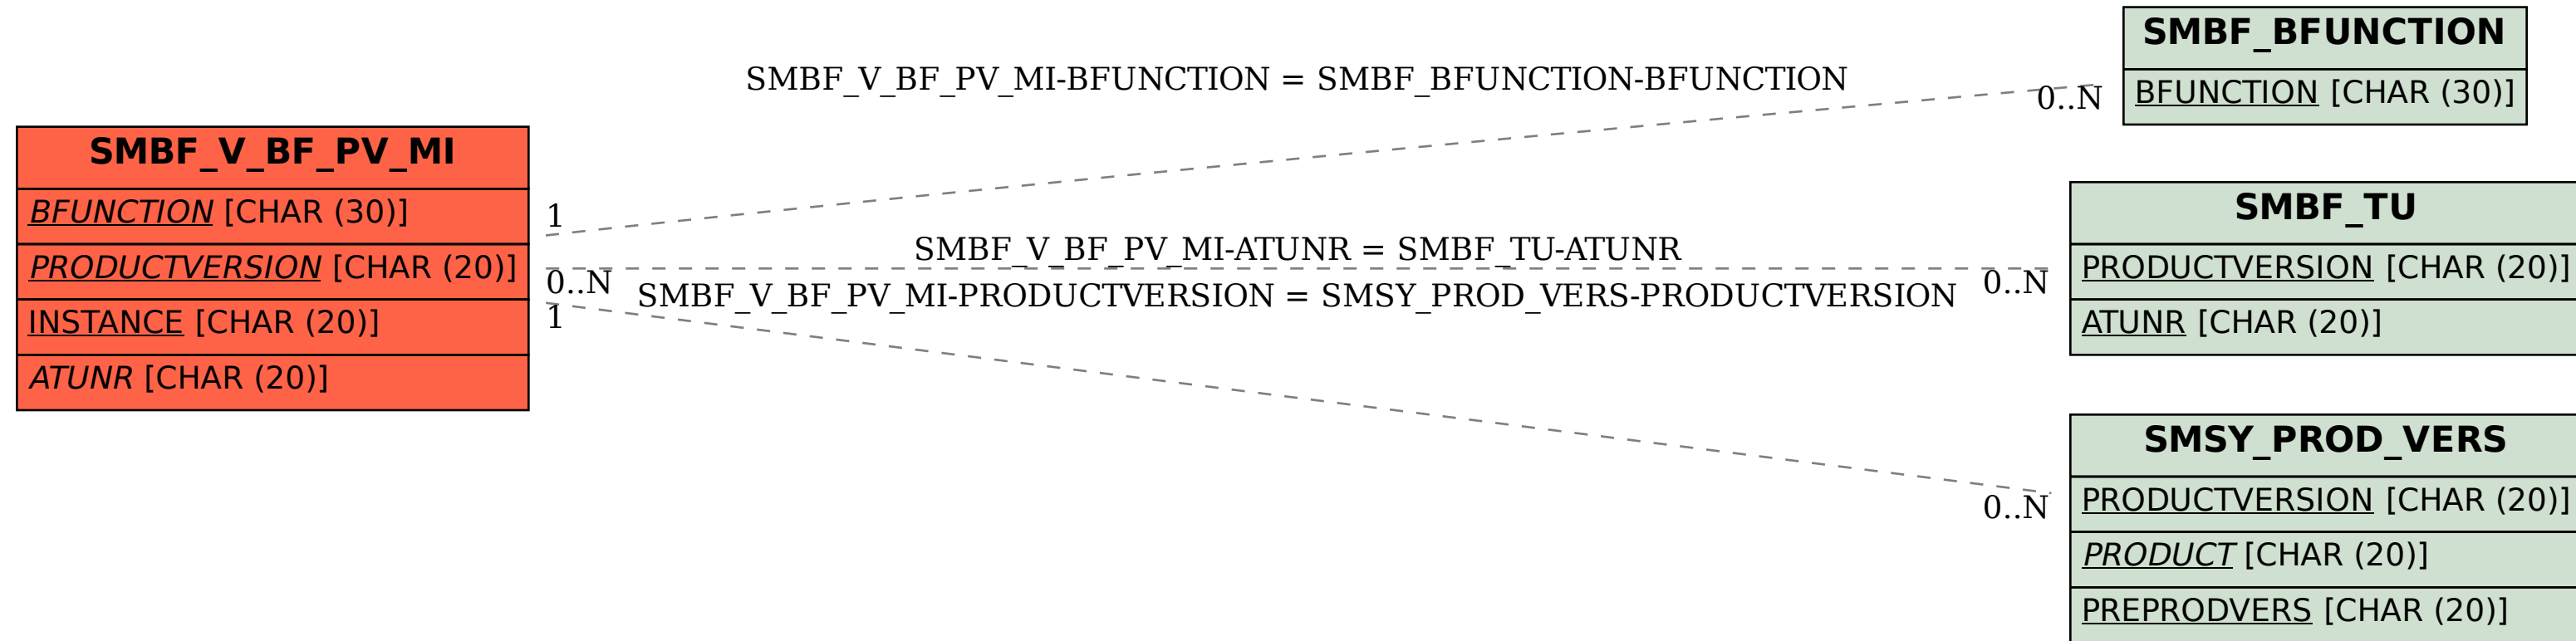 SMBF_V_BF_PV_MI
BFUNCTION [CHAR (30)]
PRODUCTVERSION [CHAR (20)]
INSTANCE [CHAR (20)]
ATUNR [CHAR (20)]
SMBF_V_BF_PV_MI-BFUNCTION = SMBF_BFUNCTION-BFUNCTION
1
0..N
SMBF_V_BF_PV_MI-ATUNR = SMBF_TU-ATUNR
0..N
0..N
SMBF_V_BF_PV_MI-PRODUCTVERSION = SMSY_PROD_VERS-PRODUCTVERSION
1
0..N
SMBF_BFUNCTION
BFUNCTION [CHAR (30)]
SMBF_TU
PRODUCTVERSION [CHAR (20)]
ATUNR [CHAR (20)]
SMSY_PROD_VERS
PRODUCTVERSION [CHAR (20)]
PRODUCT [CHAR (20)]
PREPRODVERS [CHAR (20)]